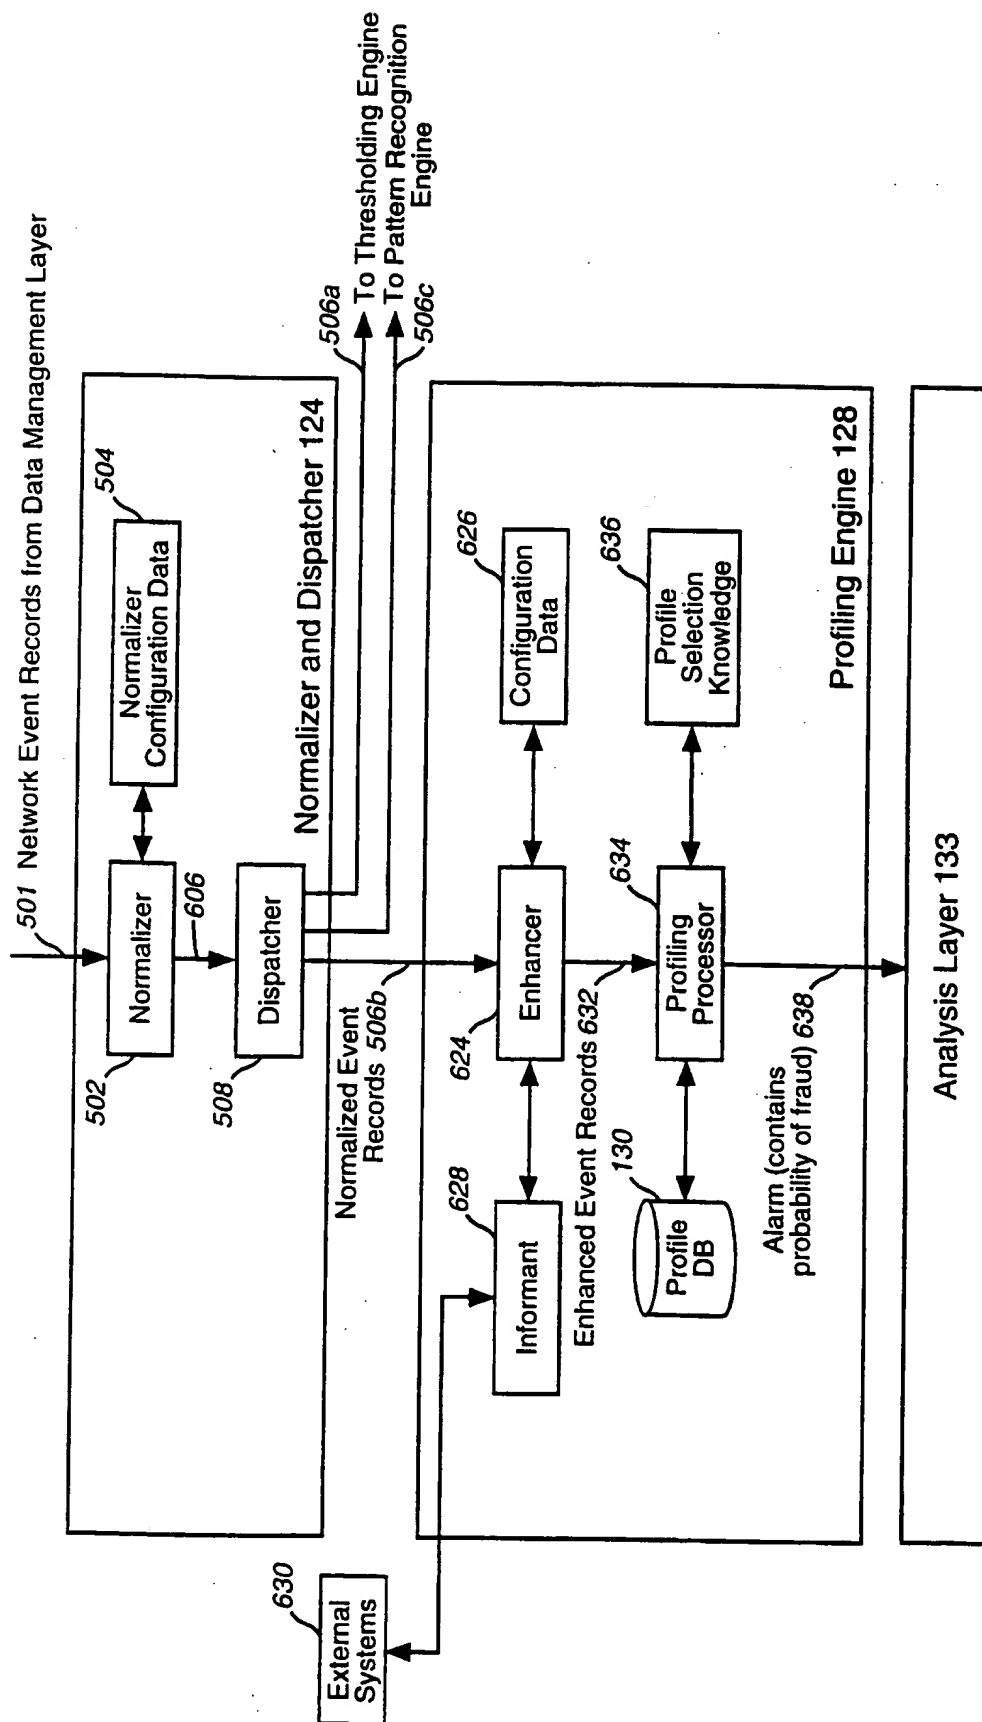 501 Network Event Records from Data Management Layer
502
Normalizer
504
Normalizer
Configuration Data
606
508
Dispatcher
Normalizer and Dispatcher 124
506a
To Thresholding Engine
To Pattern Recognition
Engine
506c
Normalized Event
Records 506b
630
External
Systems
628
Informant
624
Enhancer
626
Configuration
Data
Enhanced Event Records 632
130
Profile
DB
634
Profiling
Processor
636
Profile
Selection
Knowledge
Alarm (contains
probability of fraud) 638
Profiling Engine 128
Analysis Layer 133